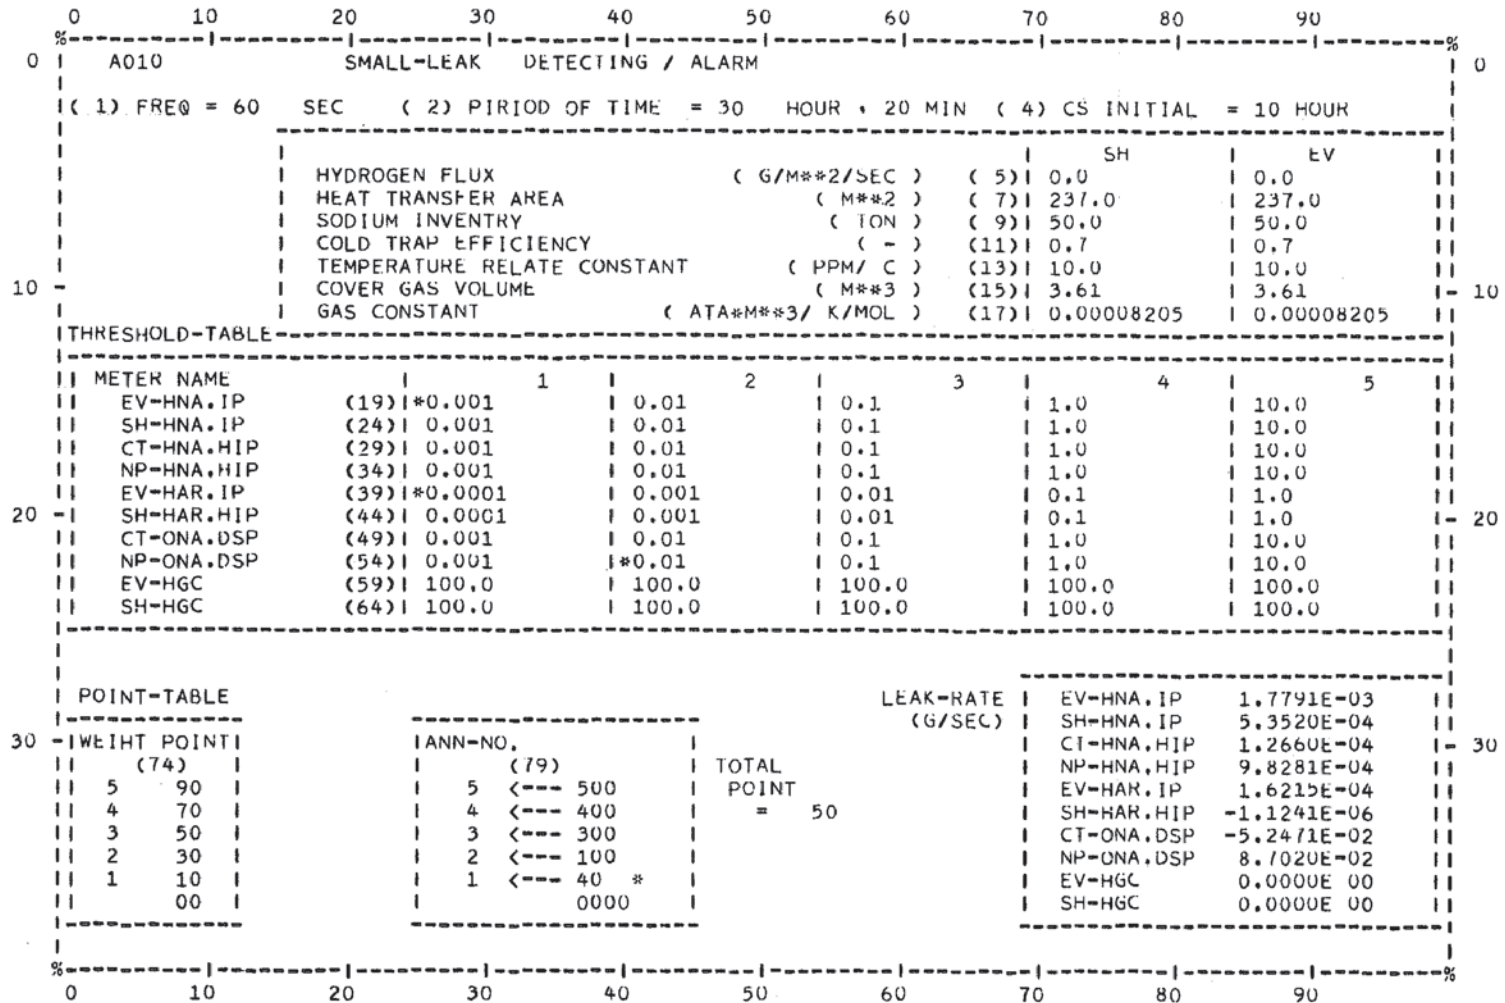 0 10 20 30 40 50 60 70 80 90
%---------|---------|---------|---------|---------|---------|---------|---------|---------|---------%
0 | A010 SMALL-LEAK DETECTING / ALARM | 0
|( 1) FREQ = 60 SEC ( 2) PIRIOD OF TIME = 30 HOUR , 20 MIN ( 4) CS INITIAL = 10 HOUR
| SH | EV ||
| HYDROGEN FLUX ( G/M**2/SEC ) ( 5)| 0.0 | 0.0 ||
| HEAT TRANSFER AREA ( M**2 ) ( 7)| 237.0 | 237.0 ||
| SODIUM INVENTRY ( TON ) ( 9)| 50.0 | 50.0 ||
| COLD TRAP EFFICIENCY ( - ) (11)| 0.7 | 0.7 ||
| TEMPERATURE RELATE CONSTANT ( PPM/ C ) (13)| 10.0 | 10.0 ||
10 - | COVER GAS VOLUME ( M**3 ) (15)| 3.61 | 3.61 |- 10
| GAS CONSTANT ( ATA*M**3/ K/MOL ) (17)| 0.00008205 | 0.00008205 ||
|THRESHOLD-TABLE
|| METER NAME | 1 | 2 | 3 | 4 | 5 ||
|| EV-HNA.IP (19)|*0.001 | 0.01 | 0.1 | 1.0 | 10.0 ||
|| SH-HNA.IP (24)| 0.001 | 0.01 | 0.1 | 1.0 | 10.0 ||
|| CT-HNA.HIP (29)| 0.001 | 0.01 | 0.1 | 1.0 | 10.0 ||
|| NP-HNA.HIP (34)| 0.001 | 0.01 | 0.1 | 1.0 | 10.0 ||
|| EV-HAR.IP (39)|*0.0001 | 0.001 | 0.01 | 0.1 | 1.0 ||
20 -| SH-HAR.HIP (44)| 0.0001 | 0.001 | 0.01 | 0.1 | 1.0 |- 20
|| CT-ONA.DSP (49)| 0.001 | 0.01 | 0.1 | 1.0 | 10.0 ||
|| NP-ONA.DSP (54)| 0.001 |*0.01 | 0.1 | 1.0 | 10.0 ||
|| EV-HGC (59)| 100.0 | 100.0 | 100.0 | 100.0 | 100.0 ||
|| SH-HGC (64)| 100.0 | 100.0 | 100.0 | 100.0 | 100.0 ||
| POINT-TABLE LEAK-RATE | EV-HNA.IP 1.7791E-03 ||
(G/SEC) | SH-HNA.IP 5.3520E-04 ||
30 -|WEIHT POINT| |ANN-NO. | | CT-HNA.HIP 1.2660E-04 |- 30
|| (74) | | (79) | TOTAL | NP-HNA.HIP 9.8281E-04 ||
|| 5 90 | | 5 <--- 500 | POINT | EV-HAR.IP 1.6215E-04 ||
|| 4 70 | | 4 <--- 400 | = 50 | SH-HAR.HIP -1.1241E-06 ||
|| 3 50 | | 3 <--- 300 | | CT-ONA.DSP -5.2471E-02 ||
|| 2 30 | | 2 <--- 100 | | NP-ONA.DSP 8.7020E-02 ||
|| 1 10 | | 1 <--- 40 * | | EV-HGC 0.0000E 00 ||
|| 00 | | 0000 | | SH-HGC 0.0000E 00 ||
%---------|---------|---------|---------|---------|---------|---------|---------|---------|---------%
0 10 20 30 40 50 60 70 80 90